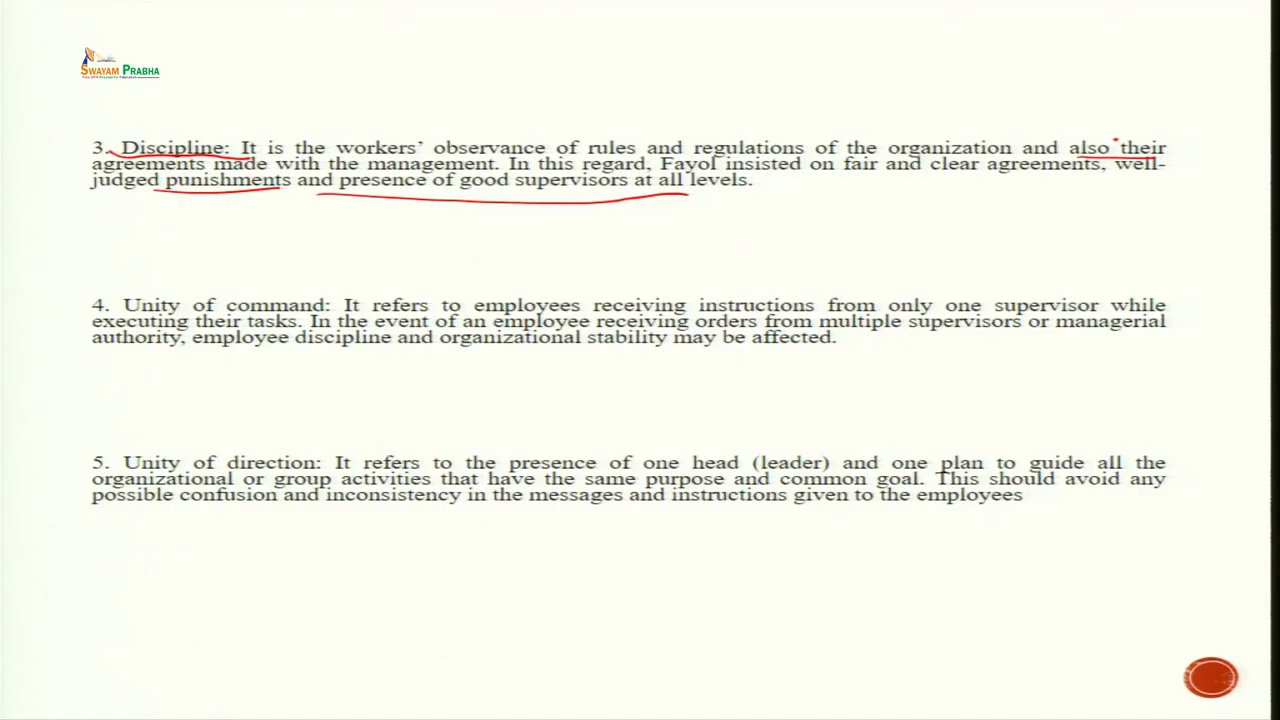 SWAYAM PRABHA
3. Discipline: It is the workers' observance of rules and regulations of the organization and also their
agreements made with the management. In this regard, Fayol insisted on fair and clear agreements, well-
judged punishments and presence of good supervisors at all levels.
4. Unity of command: It refers to employees receiving instructions from only one supervisor while
executing their tasks. In the event of an employee receiving orders from multiple supervisors or managerial
authority, employee discipline and organizational stability may be affected.
5. Unity of direction: It refers to the presence of one head (leader) and one plan to guide all the
organizational or group activities that have the same purpose and common goal. This should avoid any
possible confusion and inconsistency in the messages and instructions given to the employees